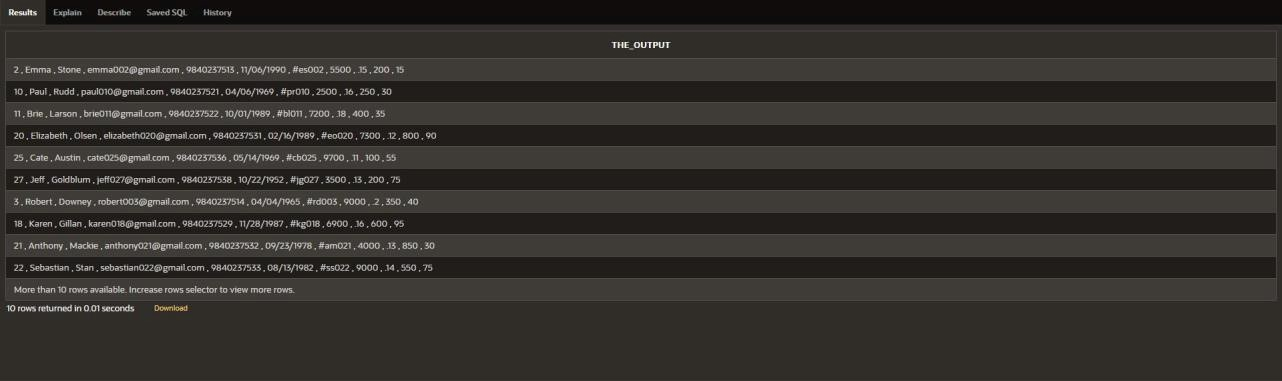 Results Explain Describe Saved SQL History
THE_OUTPUT
2 , Emma , Stone , emma002@gmail.com , 9840237513 , 11/06/1990 , #es002 , 5500 , .15 , 200 , 15
10 , Paul , Rudd , paul010@gmail.com , 9840237521 , 04/06/1969 , #pr010 , 2500 , .16 , 250 , 30
11 , Brie , Larson , brie011@gmail.com , 9840237522 , 10/01/1989 , #bl011 , 7200 , .18 , 400 , 35
20 , Elizabeth , Olsen , elizabeth020@gmail.com , 9840237531 , 02/16/1989 , #eo020 , 7300 , .12 , 800 , 90
25 , Cate , Austin , cate025@gmail.com , 9840237536 , 05/14/1969 , #cb025 , 9700 , .11 , 100 , 55
27 , Jeff , Goldblum , jeff027@gmail.com , 9840237538 , 10/22/1952 , #jg027 , 3500 , .13 , 200 , 75
3 , Robert , Downey , robert003@gmail.com , 9840237514 , 04/04/1965 , #rd003 , 9000 , .2 , 350 , 40
18 , Karen , Gillan , karen018@gmail.com , 9840237529 , 11/28/1987 , #kg018 , 6900 , .16 , 600 , 95
21 , Anthony , Mackie , anthony021@gmail.com , 9840237532 , 09/23/1978 , #am021 , 4000 , .13 , 850 , 30
22 , Sebastian , Stan , sebastian022@gmail.com , 9840237533 , 08/13/1982 , #ss022 , 9000 , .14 , 550 , 75
More than 10 rows available. Increase rows selector to view more rows.
10 rows returned in 0.01 seconds Download